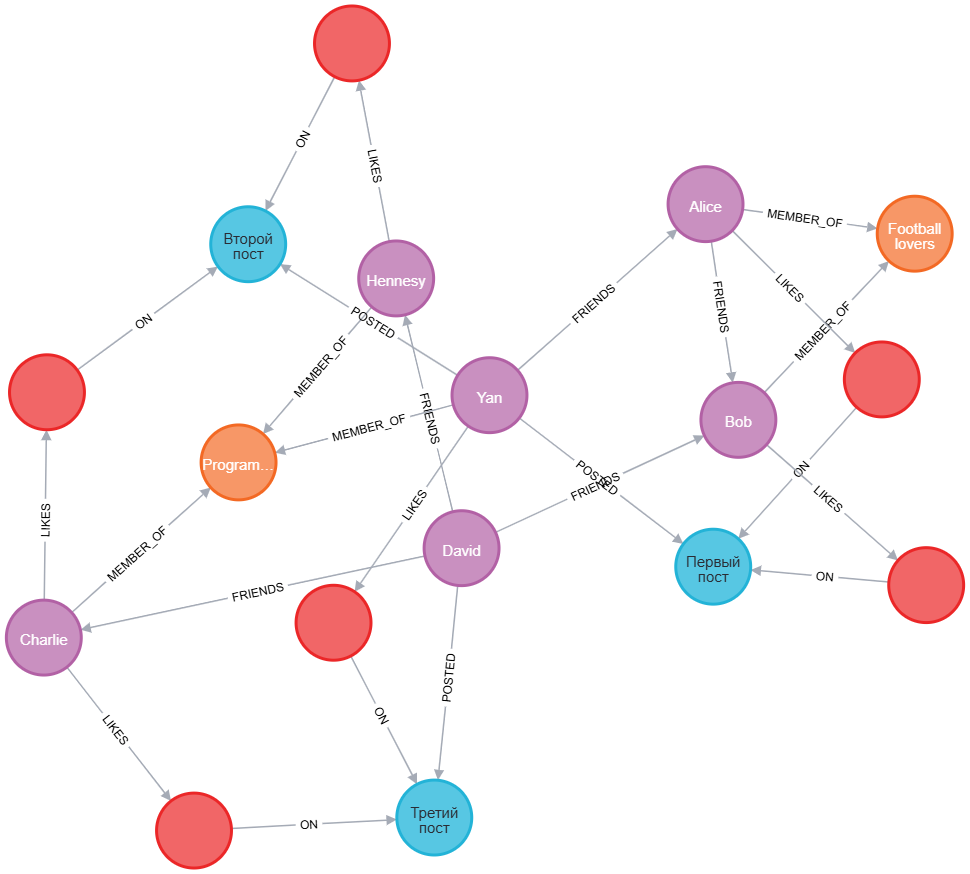 ON
LIKES
Alice
MEMBER_OF
Football
lovers
Второй
пост
Hennesy
FRIENDS
FRIENDS
LIKES
ON
POSTED
MEMBER_OF
MEMBER_OF
FRIENDS
Yan
MEMBER_OF
Bob
Program...
POSTED
FRIENDS
ON
LIKES
LIKES
LIKES
MEMBER_OF
David
Первый
пост
ON
FRIENDS
Charlie
POSTED
LIKES
ON
Третий
пост
ON